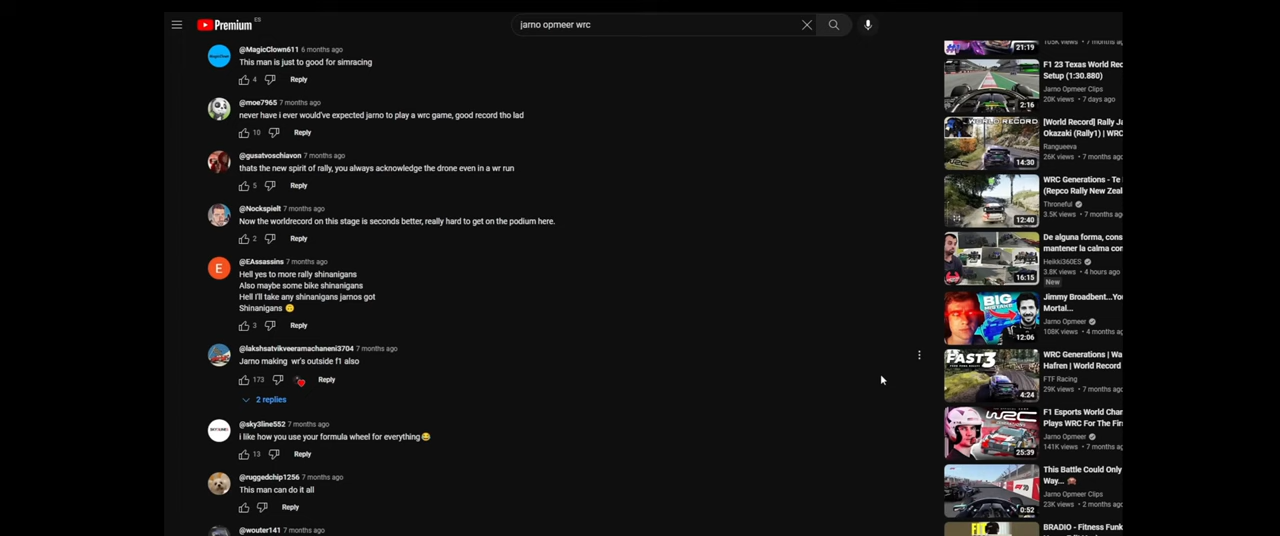 Premium
ES
jarno opmeer wrc
@MagicClown611 6 months ago
This man is just to good for simracing
4 Reply
@moe7965 7 months ago
never have i ever would've expected jarno to play a wrc game, good record tho lad
10 Reply
@gusatvoschiavon 7 months ago
thats the new spirit of rally, you always acknowledge the drone even in a wr run
5 Reply
@Nockspielt 7 months ago
Now the worldrecord on this stage is seconds better, really hard to get on the podium here.
2 Reply
E
@EAssassins 7 months ago
Hell yes to more rally shinanigans
Also maybe some bike shinanigans
Hell I'll take any shinanigans jarnos got
Shinanigans 🙃
3 Reply
@lakshsatvikveeramachaneni3704 7 months ago
Jarno making wr's outside f1 also
173 Reply
2 replies
@sky3line552 7 months ago
i like how you use your formula wheel for everything😂
13 Reply
@ruggedchip1256 7 months ago
This man can do it all
Reply
@wouter141 7 months ago
21:19
105K views • 7 months a
F1 23 Texas World Rec
Setup (1:30.880)
Jarno Opmeer Clips
20K views • 7 days ago
2:16
WORLD RECORD
[World Record] Rally Ja
Okazaki (Rally1) | WRC
Rangueeva
26K views • 7 months a
14:30
WRC Generations - Te
(Repco Rally New Zeal
Throneful
3.5K views • 7 months a
12:40
De alguna forma, cons
mantener la calma con
Heikki360ES
3.8K views • 4 hours ago
New
16:15
BIG
MISTAKE
Jimmy Broadbent...You
Mortal...
Jarno Opmeer
108K views • 4 months a
12:06
FAST3
WRC Generations | Wa
Hafren | World Record
FTF Racing
29K views • 7 months a
4:24
WRC
F1 Esports World Char
Plays WRC For The Fir
Jarno Opmeer
141K views • 7 months a
25:39
This Battle Could Only
Way... 🙈
Jarno Opmeer Clips
23K views • 2 months a
0:52
BRADIO - Fitness Funk